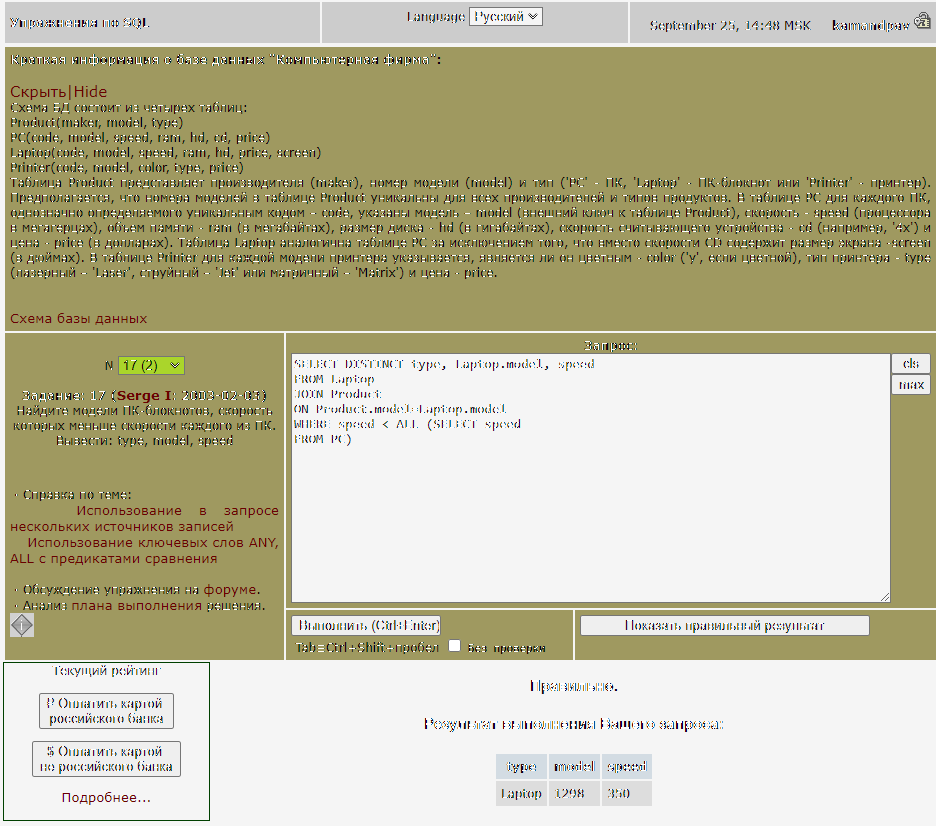 Упражнения по SQL
Language Русский
September 25, 14:48 MSK kamandpav
Краткая информация о базе данных "Компьютерная фирма":
Скрыть|Hide
Схема БД состоит из четырех таблиц:
Product(maker, model, type)
PC(code, model, speed, ram, hd, cd, price)
Laptop(code, model, speed, ram, hd, price, screen)
Printer(code, model, color, type, price)
Таблица Product представляет производителя (maker), номер модели (model) и тип ('PC' - ПК, 'Laptop' - ПК-блокнот или 'Printer' - принтер).
Предполагается, что номера моделей в таблице Product уникальны для всех производителей и типов продуктов. В таблице PC для каждого ПК,
однозначно определяемого уникальным кодом – code, указаны модель – model (внешний ключ к таблице Product), скорость - speed (процессора
в мегагерцах), объем памяти - ram (в мегабайтах), размер диска - hd (в гигабайтах), скорость считывающего устройства - cd (например, '4x') и
цена - price (в долларах). Таблица Laptop аналогична таблице РС за исключением того, что вместо скорости CD содержит размер экрана - screen
(в дюймах). В таблице Printer для каждой модели принтера указывается, является ли он цветным - color ('y', если цветной), тип принтера - type
(лазерный – 'Laser', струйный – 'Jet' или матричный – 'Matrix') и цена - price.
Схема базы данных
N 17 (2)
Задание: 17 (Serge I: 2003-02-03)
Найдите модели ПК-блокнотов, скорость
которых меньше скорости каждого из ПК.
Вывести: type, model, speed
- Справка по теме:
Использование в запросе
нескольких источников записей
Использование ключевых слов ANY,
ALL с предикатами сравнения
- Обсуждение упражнения на форуме.
- Анализ плана выполнения решения.
Запрос:
SELECT DISTINCT type, Laptop.model, speed
FROM Laptop
JOIN Product
ON Product.model=Laptop.model
WHERE speed < ALL (SELECT speed
FROM PC)
cls
max
Выполнить (Ctrl+Enter)
Tab=Ctrl+Shift+пробел без проверки
Показать правильный результат
Текущий рейтинг
₽ Оплатить картой
российского банка
$ Оплатить картой
не российского банка
Подробнее...
Правильно.
Результат выполнения Вашего запроса:
type model speed
Laptop 1298 350